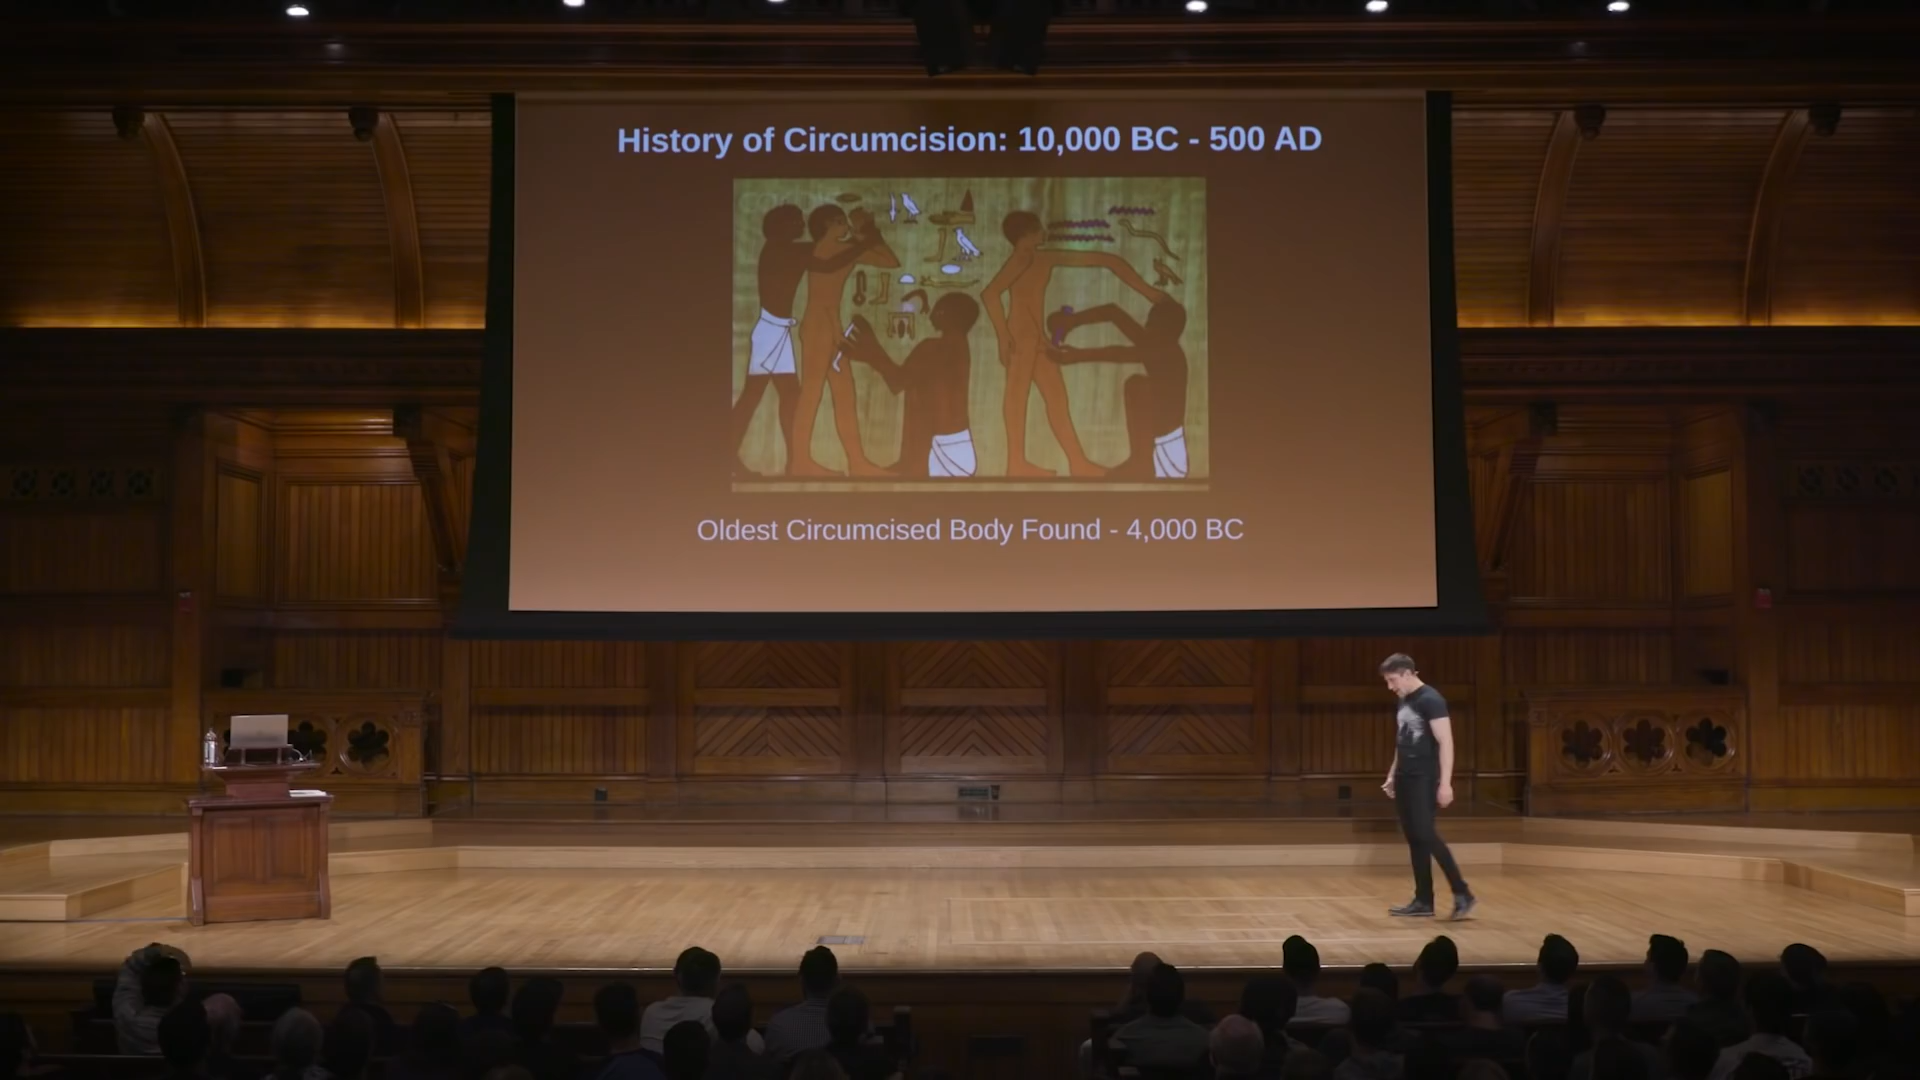 History of Circumcision: 10,000 BC - 500 AD
Oldest Circumcised Body Found - 4,000 BC